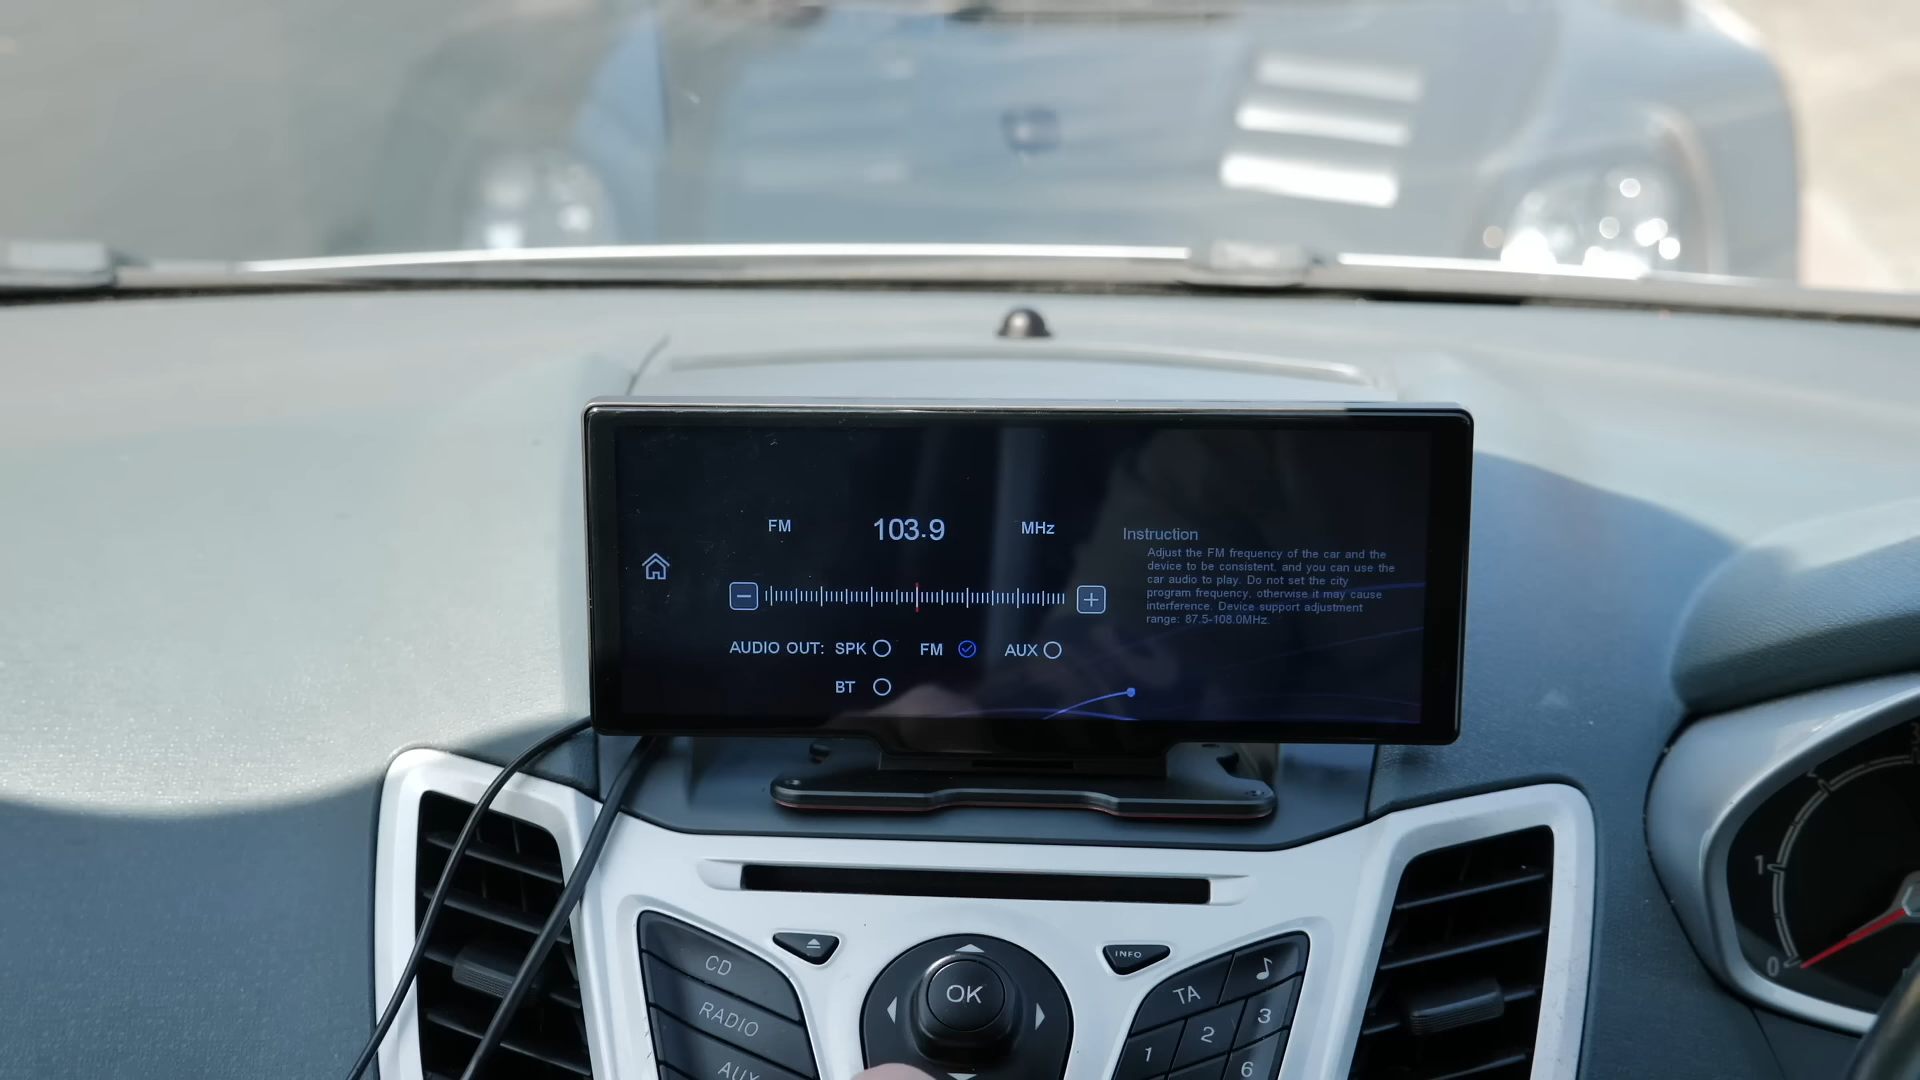 FM 103.9 MHz
Instruction
Adjust the FM frequency of the car and the
device to be consistent, and you can use the
car audio to play. Do not set the city
program frequency, otherwise it may cause
interference. Device support adjustment
range: 87.5-108.0MHz.
AUDIO OUT: SPK FM AUX
BT
INFO
CD
OK
TA
RADIO
1 2 3
AUX
6
1
0